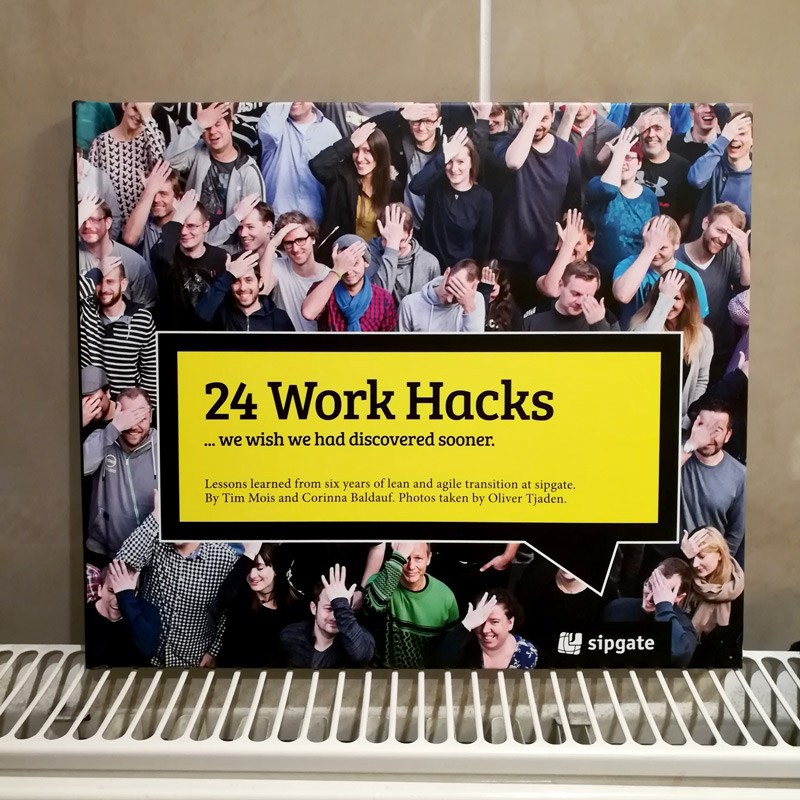 24 Work Hacks
... we wish we had discovered sooner.
Lessons learned from six years of lean and agile transition at sipgate.
By Tim Mois and Corinna Baldauf. Photos taken by Oliver Tjaden.
sipgate